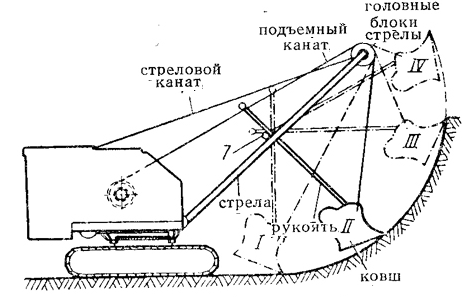 головные
блоки
стрелы
подъемный
канат
стреловой
канат
IV
III
7
стрела
рукоять
I
II
ковш